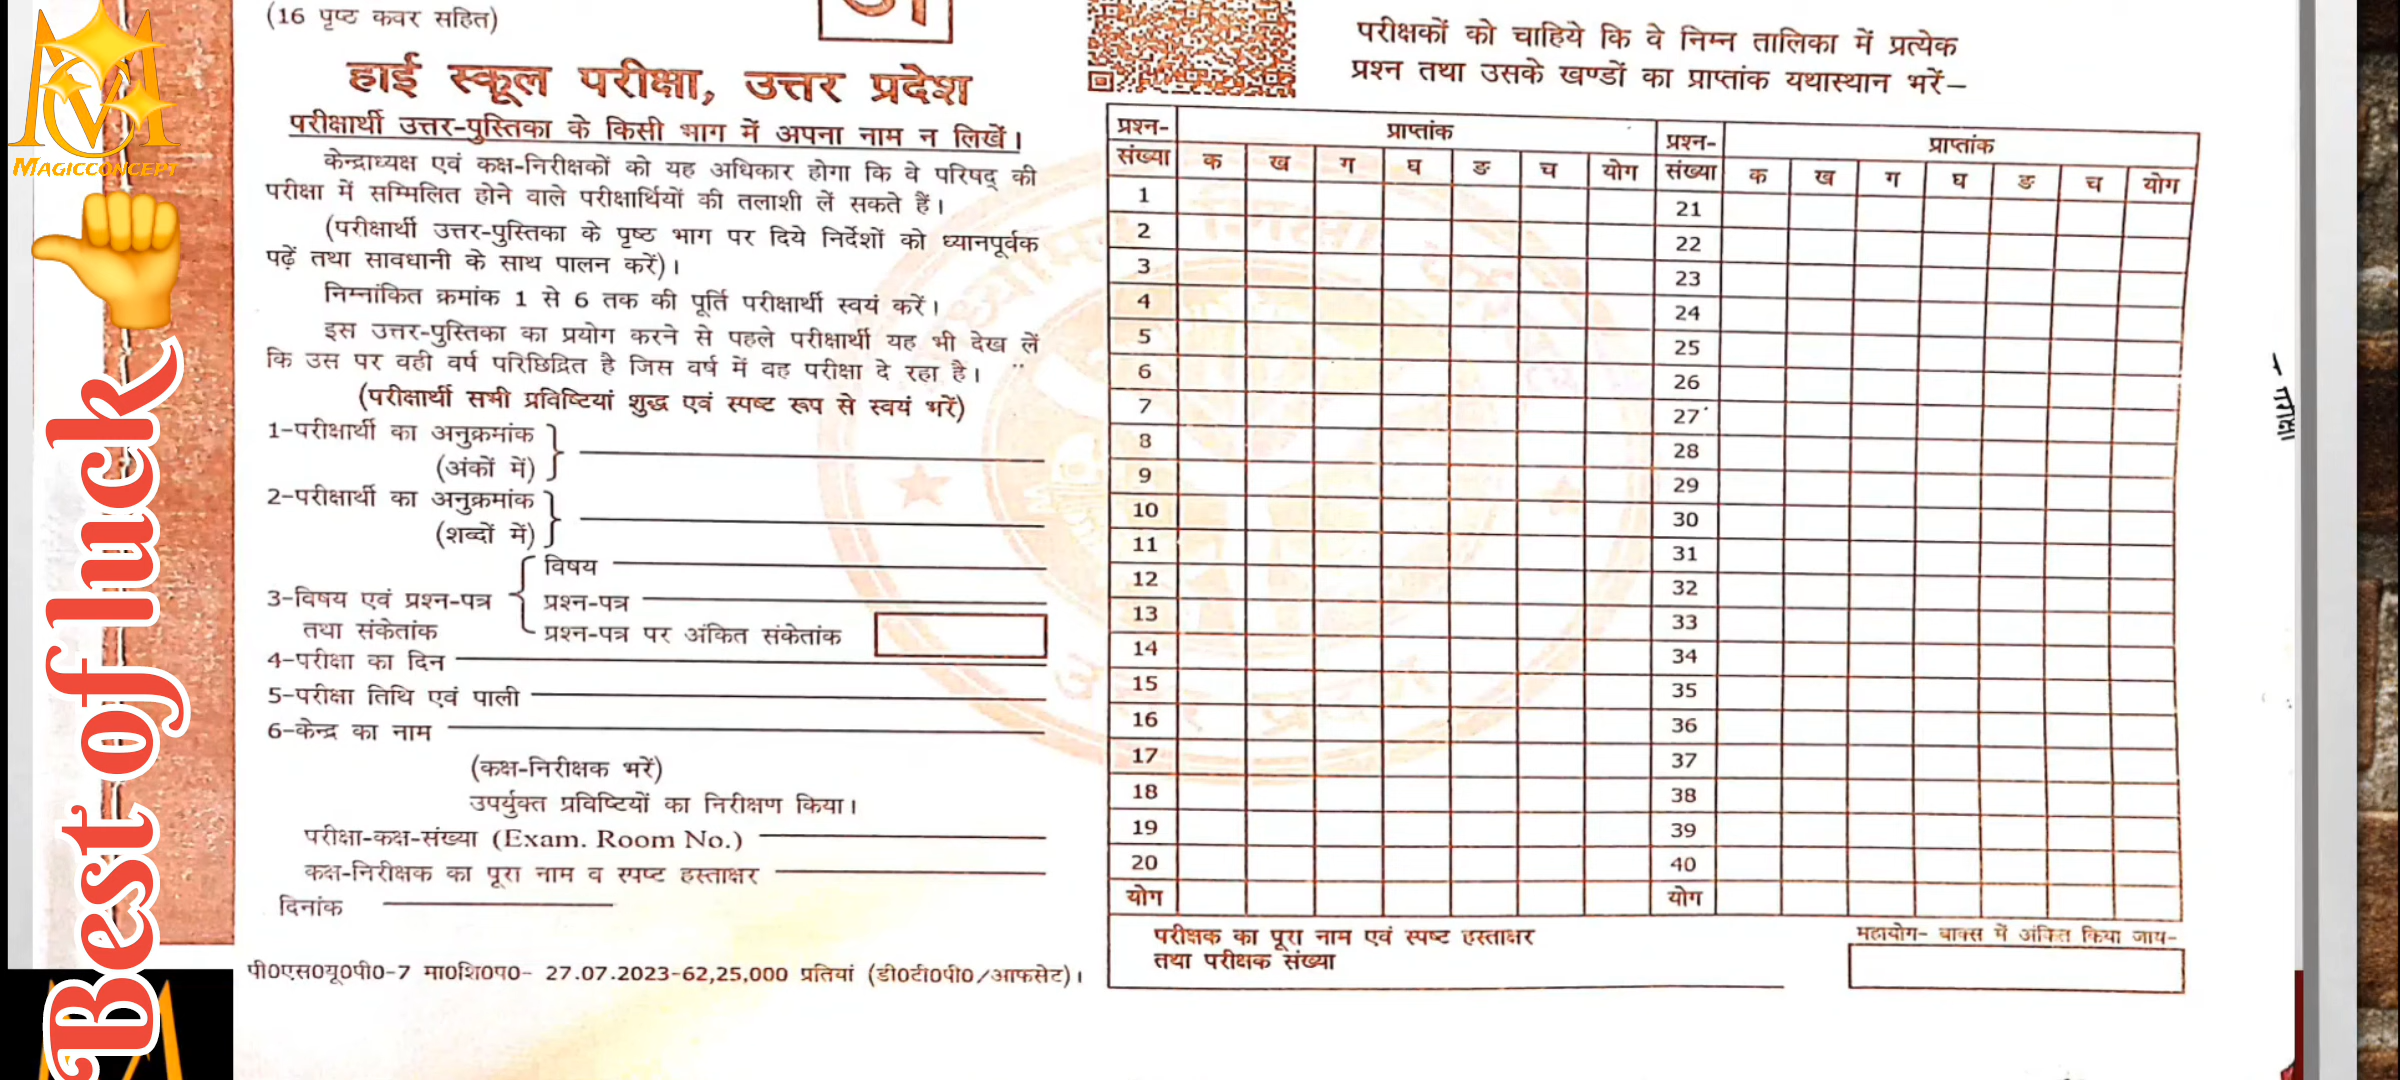 (16 पृष्ठ कवर सहित)
हाई स्कूल परीक्षा, उत्तर प्रदेश
परीक्षार्थी उत्तर-पुस्तिका के किसी भाग में अपना नाम न लिखें।
केन्द्राध्यक्ष एवं कक्ष-निरीक्षकों को यह अधिकार होगा कि वे परिषद् की
परीक्षा में सम्मिलित होने वाले परीक्षार्थियों की तलाशी लें सकते हैं।
(परीक्षार्थी उत्तर-पुस्तिका के पृष्ठ भाग पर दिये निर्देशों को ध्यानपूर्वक
पढ़ें तथा सावधानी के साथ पालन करें)।
निम्नांकित क्रमांक 1 से 6 तक की पूर्ति परीक्षार्थी स्वयं करें।
इस उत्तर-पुस्तिका का प्रयोग करने से पहले परीक्षार्थी यह भी देख लें
कि उस पर वही वर्ष परिछिद्रित है जिस वर्ष में वह परीक्षा दे रहा है।
(परीक्षार्थी सभी प्रविष्टियां शुद्ध एवं स्पष्ट रूप से स्वयं भरें)
1-परीक्षार्थी का अनुक्रमांक
(अंकों में)
2-परीक्षार्थी का अनुक्रमांक
(शब्दों में)
3-विषय एवं प्रश्न-पत्र
तथा संकेतांक
विषय
प्रश्न-पत्र
प्रश्न-पत्र पर अंकित संकेतांक
4-परीक्षा का दिन
5-परीक्षा तिथि एवं पाली
6-केन्द्र का नाम
(कक्ष-निरीक्षक भरें)
उपर्युक्त प्रविष्टियों का निरीक्षण किया।
परीक्षा-कक्ष-संख्या (Exam. Room No.)
कक्ष-निरीक्षक का पूरा नाम व स्पष्ट हस्ताक्षर
दिनांक
पी0एस0यू0पी0-7 मा0शि0प0- 27.07.2023-62,25,000 प्रतियां (डी0टी0पी0/आफसेट)।
परीक्षकों को चाहिये कि वे निम्न तालिका में प्रत्येक
प्रश्न तथा उसके खण्डों का प्राप्तांक यथास्थान भरें-
प्रश्न-संख्या प्राप्तांक प्रश्न-संख्या प्राप्तांक
क ख ग घ ङ च योग क ख ग घ ङ च योग
1 21
2 22
3 23
4 24
5 25
6 26
7 27
8 28
9 29
10 30
11 31
12 32
13 33
14 34
15 35
16 36
17 37
18 38
19 39
20 40
योग योग
परीक्षक का पूरा नाम एवं स्पष्ट हस्ताक्षर
तथा परीक्षक संख्या
महायोग- बाक्स में अंकित किया जाय-
MAGICCONCEPT
Best of luck